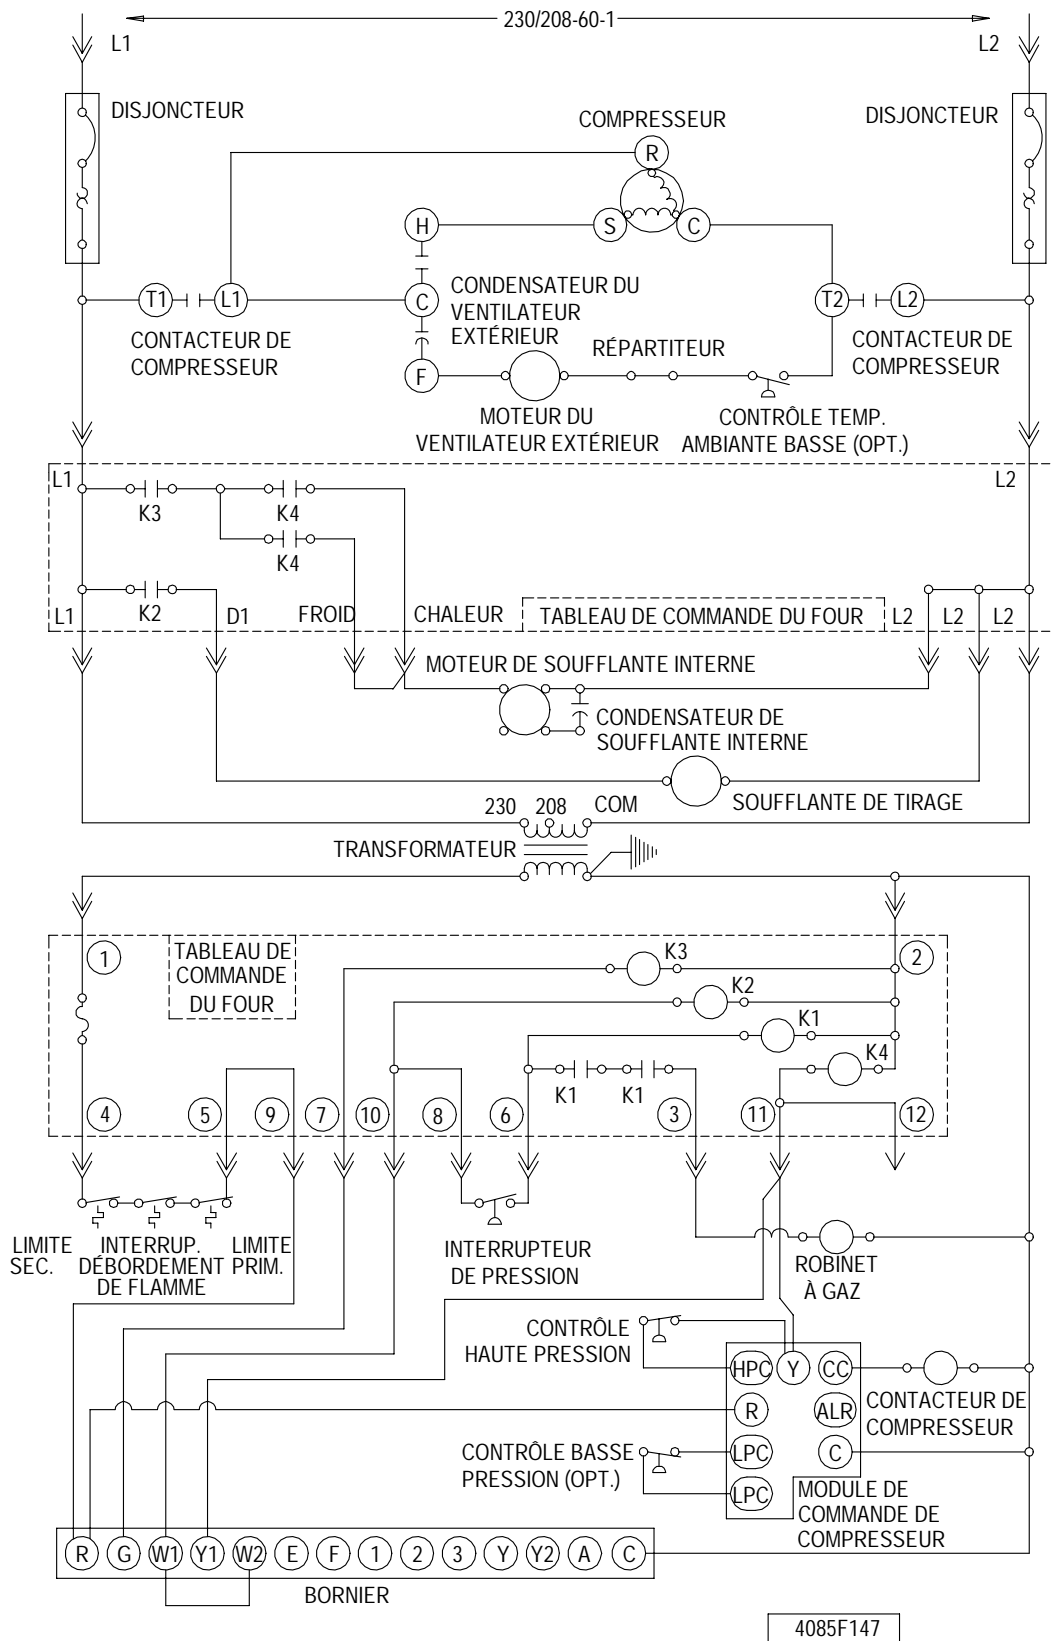 230/208-60-1
L1
L2
DISJONCTEUR
COMPRESSEUR
DISJONCTEUR
R
H
S
C
T1
L1
C
CONDENSATEUR DU
VENTILATEUR
EXTÉRIEUR
T2
L2
CONTACTEUR DE
COMPRESSEUR
RÉPARTITEUR
CONTACTEUR DE
COMPRESSEUR
F
MOTEUR DU
VENTILATEUR EXTÉRIEUR
CONTRÔLE TEMP.
AMBIANTE BASSE (OPT.)
L1
L2
K3
K4
K4
K2
L1
D1
FROID
CHALEUR
TABLEAU DE COMMANDE DU FOUR
L2
L2
L2
MOTEUR DE SOUFFLANTE INTERNE
CONDENSATEUR DE
SOUFFLANTE INTERNE
SOUFFLANTE DE TIRAGE
230
208
COM
TRANSFORMATEUR
1
TABLEAU DE
COMMANDE
DU FOUR
K3
2
K2
K1
K4
K1
K1
4
5
9
7
10
8
6
3
11
12
LIMITE
SEC.
INTERRUP.
DÉBORDEMENT
DE FLAMME
LIMITE
PRIM.
INTERRUPTEUR
DE PRESSION
ROBINET
À GAZ
CONTRÔLE
HAUTE PRESSION
HPC
Y
CC
R
ALR
CONTACTEUR DE
COMPRESSEUR
CONTRÔLE BASSE
PRESSION (OPT.)
LPC
C
LPC
MODULE DE
COMMANDE DE
COMPRESSEUR
R
G
W1
Y1
W2
E
F
1
2
3
Y
Y2
A
C
BORNIER
4085F147